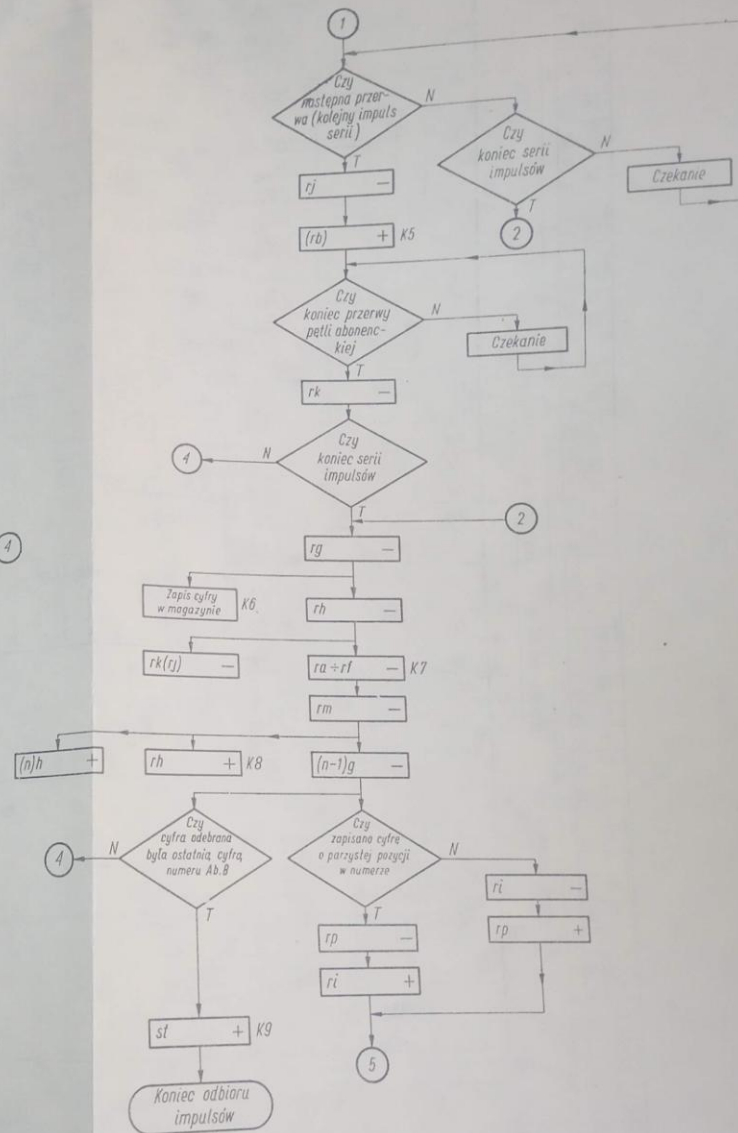 1
Czy
następna przer-
wa (kolejny impuls
serii)
N
T
Czy
koniec serii
impulsów
N
T
Czekanie
2
rj —
(rb) + K5
Czy
koniec przerwy
pętli abonenc-
kiej
N
T
Czekanie
rk —
Czy
koniec serii
impulsów
N
4
T
2
4
rg —
Zapis cyfry
w magazynie
K6
rh —
rk(rj) —
ra÷rf — K7
rm —
(n)h +
rh + K8
(n-1)g —
Czy
cyfra odebrana
była ostatnią cyfrą
numeru Ab.B
N
4
T
Czy
zapisano cyfrę
o parzystej pozycji
w numerze
N
T
ri —
rp +
rp —
ri +
5
st + K9
Koniec odbioru
impulsów